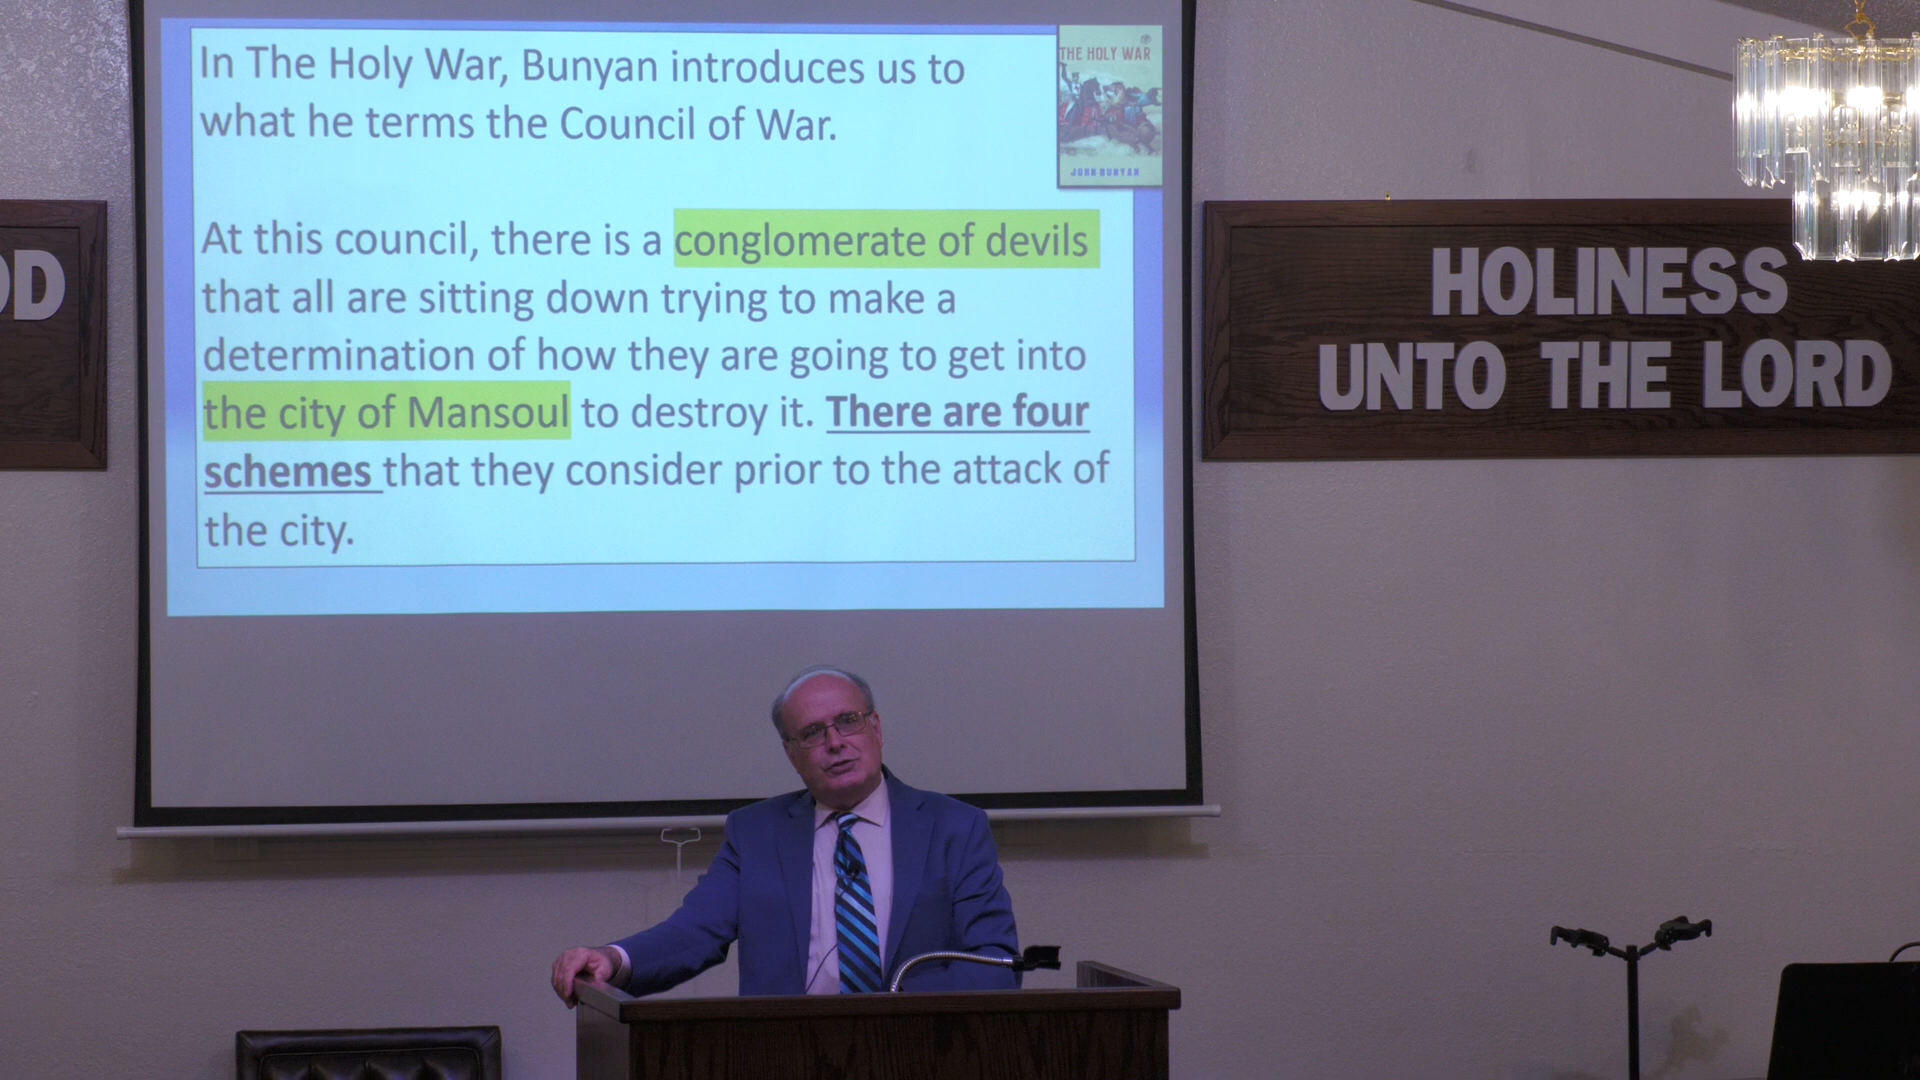 In The Holy War, Bunyan introduces us to
what he terms the Council of War.
At this council, there is a conglomerate of devils
that all are sitting down trying to make a
determination of how they are going to get into
the city of Mansoul to destroy it. There are four
schemes that they consider prior to the attack of
the city.
THE HOLY WAR
JOHN BUNYAN
OD
HOLINESS
UNTO THE LORD